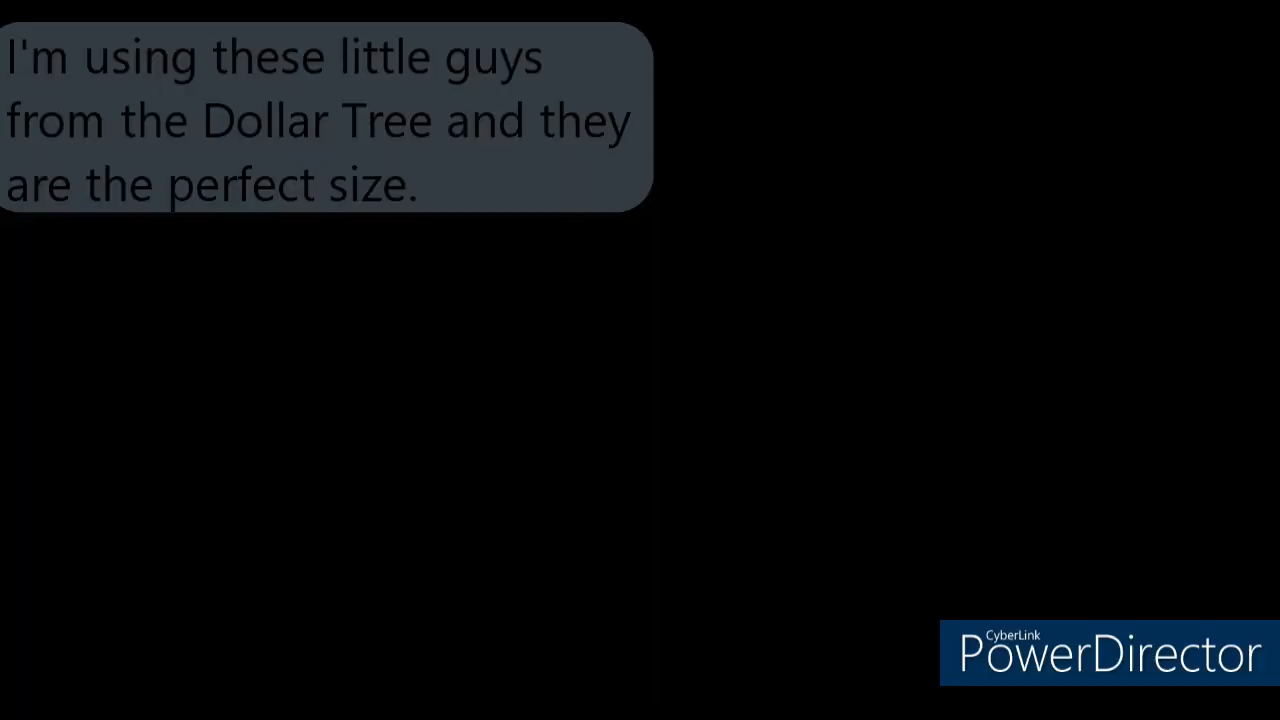 I'm using these little guys
from the Dollar Tree and they
are the perfect size.
CyberLink
PowerDirector